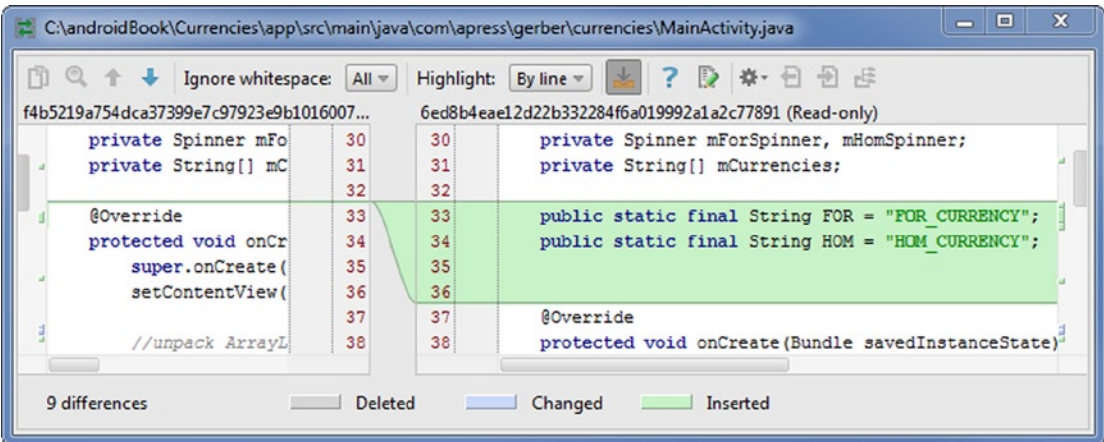 C:\androidBook\Currencies\app\src\main\java\com\apress\gerber\currencies\MainActivity.java
Ignore whitespace: All Highlight: By line ?
f4b5219a754dca37399e7c97923e9b1016007... 6ed8b4eae12d22b332284f6a019992a1a2c77891 (Read-only)
private Spinner mFo 30 30 private Spinner mForSpinner, mHomSpinner;
private String[] mC 31 31 private String[] mCurrencies;
32 32
@Override 33 33 public static final String FOR = "FOR_CURRENCY";
protected void onCr 34 34 public static final String HOM = "HOM_CURRENCY";
super.onCreate( 35 35
setContentView( 36 36
37 37 @Override
//unpack ArrayL 38 38 protected void onCreate(Bundle savedInstanceState)
9 differences Deleted Changed Inserted